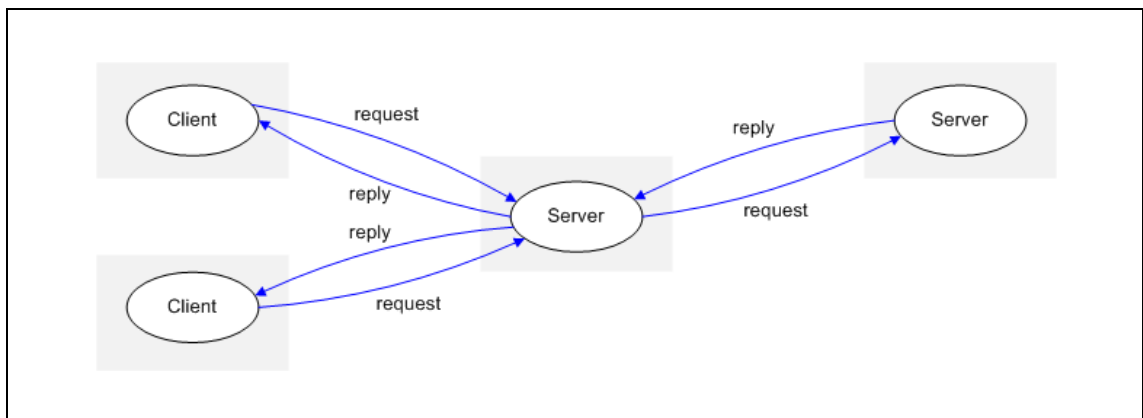 Client
request
reply
Server
reply
request
Server
reply
request
Client